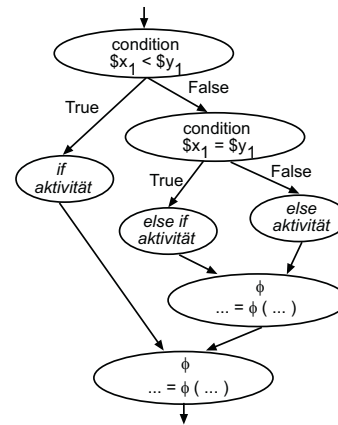 condition
$x1 < $y1
True
False
condition
$x1 = $y1
if
aktivität
True
False
else if
aktivität
else
aktivität
ϕ
... = ϕ ( ... )
ϕ
... = ϕ ( ... )